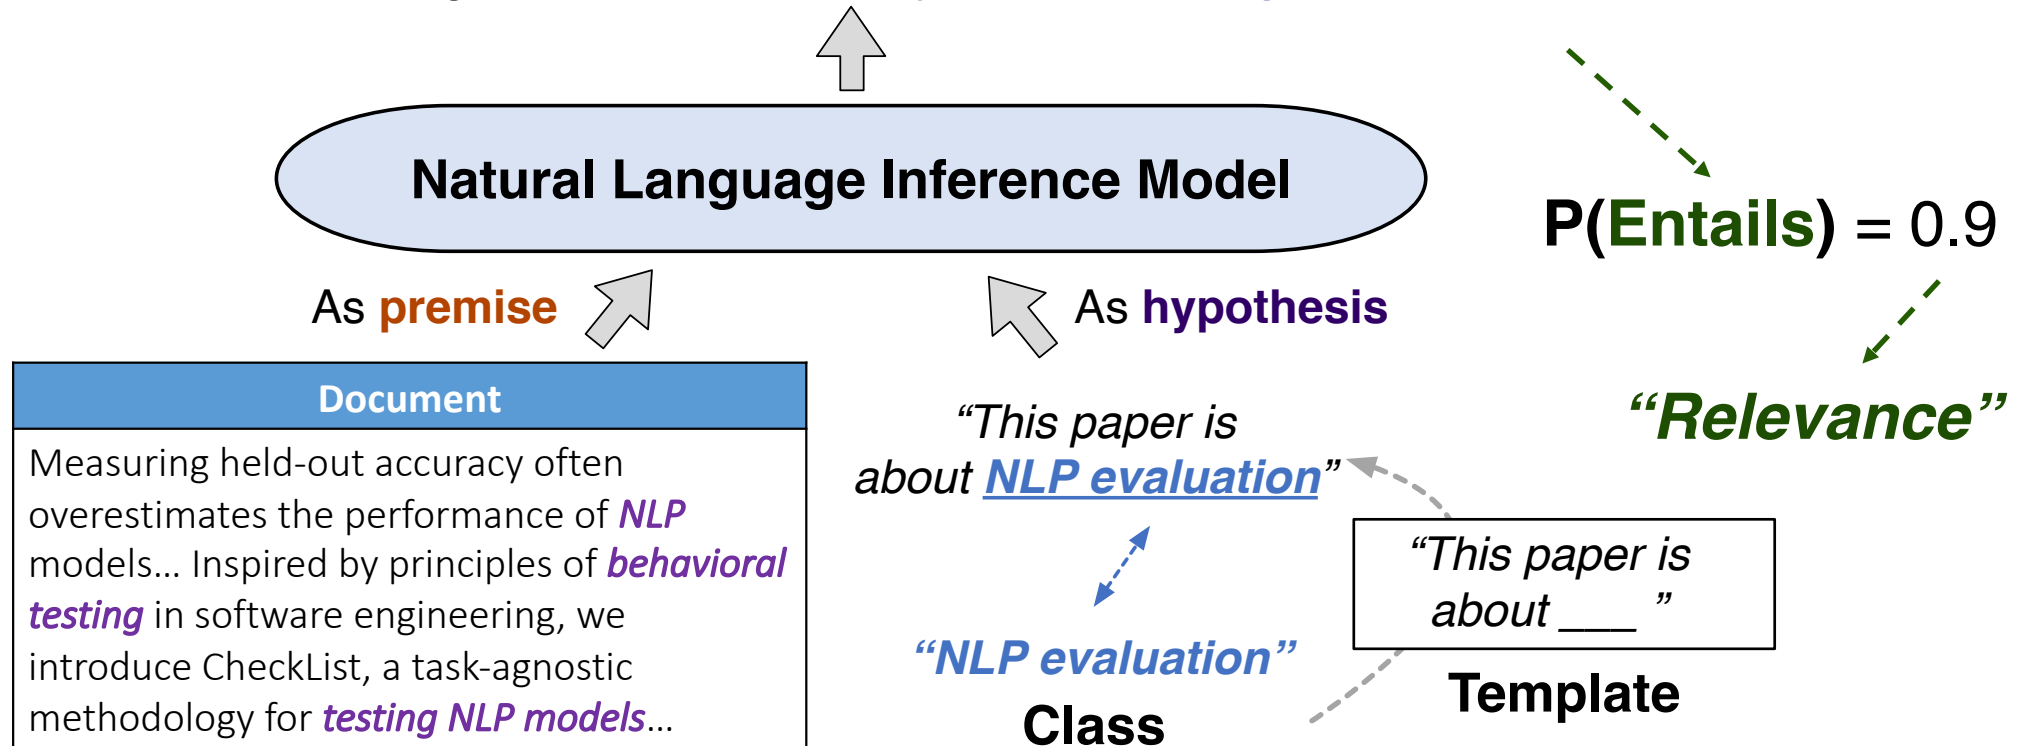 Natural Language Inference Model
P(Entails) = 0.9
As premise
As hypothesis
“Relevance”
Document
Measuring held-out accuracy often
overestimates the performance of NLP
models... Inspired by principles of behavioral
testing in software engineering, we
introduce CheckList, a task-agnostic
methodology for testing NLP models...
“This paper is
about NLP evaluation”
“NLP evaluation”
Class
“This paper is
about ___ ”
Template